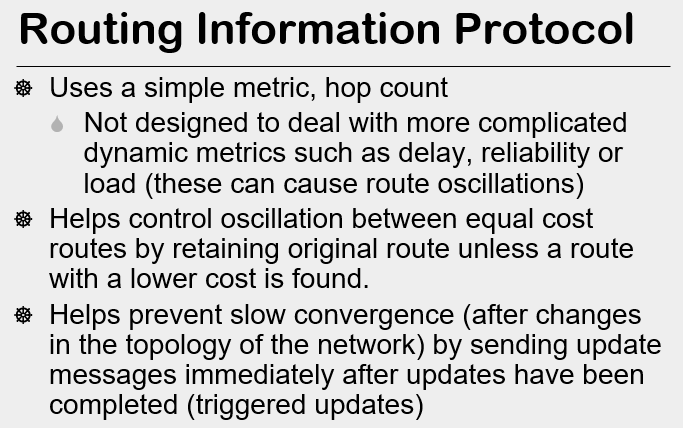 Routing Information Protocol
Uses a simple metric, hop count
Not designed to deal with more complicated
dynamic metrics such as delay, reliability or
load (these can cause route oscillations)
Helps control oscillation between equal cost
routes by retaining original route unless a route
with a lower cost is found.
Helps prevent slow convergence (after changes
in the topology of the network) by sending update
messages immediately after updates have been
completed (triggered updates)